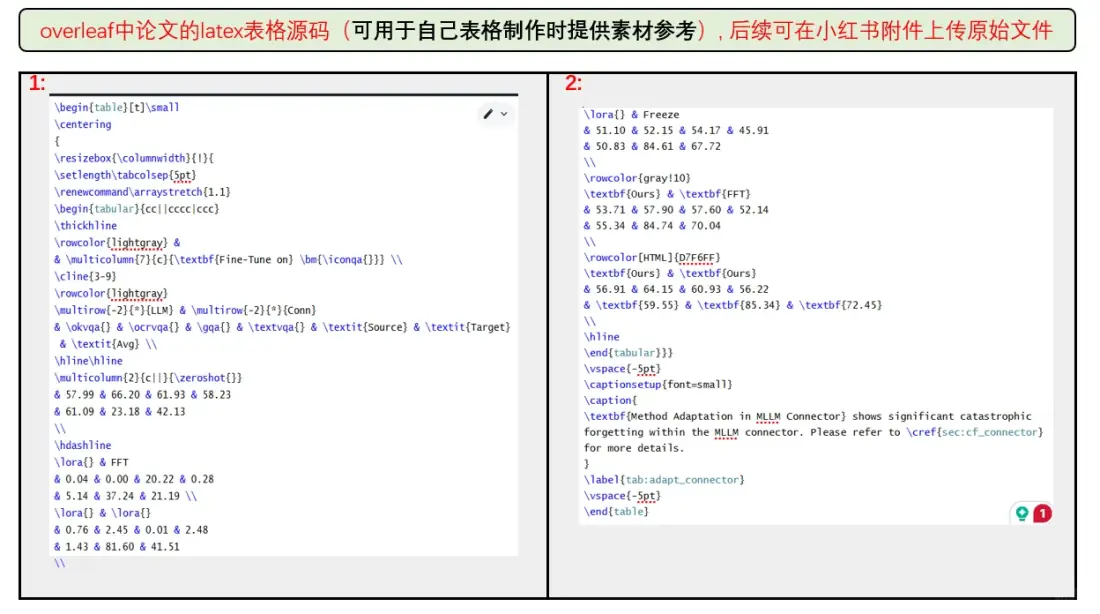 overleaf中论文的latex表格源码（可用于自己表格制作时提供素材参考）, 后续可在小红书附件上传原始文件
1:
\begin{table}[t]\small
\centering
{
\resizebox{\columnwidth}{!}{
\setlength\tabcolsep{5pt}
\renewcommand\arraystretch{1.1}
\begin{tabular}{cc||cccc|ccc}
\thickhline
\rowcolor{lightgray} &
& \multicolumn{7}{c}{\textbf{Fine-Tune on} \bm{\iconqa{}}} \\
\cline{3-9}
\rowcolor{lightgray}
\multirow{-2}{*}{LLM} & \multirow{-2}{*}{Conn}
& \okvqa{} & \ocrvqa{} & \gqa{} & \textvqa{} & \textit{Source} & \textit{Target}
& \textit{Avg} \\
\hline\hline
\multicolumn{2}{c||}{\zeroshot{}}
& 57.99 & 66.20 & 61.93 & 58.23
& 61.09 & 23.18 & 42.13
\\
\hdashline
\lora{} & FFT
& 0.04 & 0.00 & 20.22 & 0.28
& 5.14 & 37.24 & 21.19 \\
\lora{} & \lora{}
& 0.76 & 2.45 & 0.01 & 2.48
& 1.43 & 81.60 & 41.51
\\
2:
\lora{} & Freeze
& 51.10 & 52.15 & 54.17 & 45.91
& 50.83 & 84.61 & 67.72
\\
\rowcolor{gray!10}
\textbf{Ours} & \textbf{FFT}
& 53.71 & 57.90 & 57.60 & 52.14
& 55.34 & 84.74 & 70.04
\\
\rowcolor[HTML]{D7F6FF}
\textbf{Ours} & \textbf{Ours}
& 56.91 & 64.15 & 60.93 & 56.22
& \textbf{59.55} & \textbf{85.34} & \textbf{72.45}
\\
\hline
\end{tabular}}}
\vspace{-5pt}
\captionsetup{font=small}
\caption{
\textbf{Method Adaptation in MLLM Connector} shows significant catastrophic
forgetting within the MLLM connector. Please refer to \cref{sec:cf_connector}
for more details.
}
\label{tab:adapt_connector}
\vspace{-5pt}
\end{table}
1